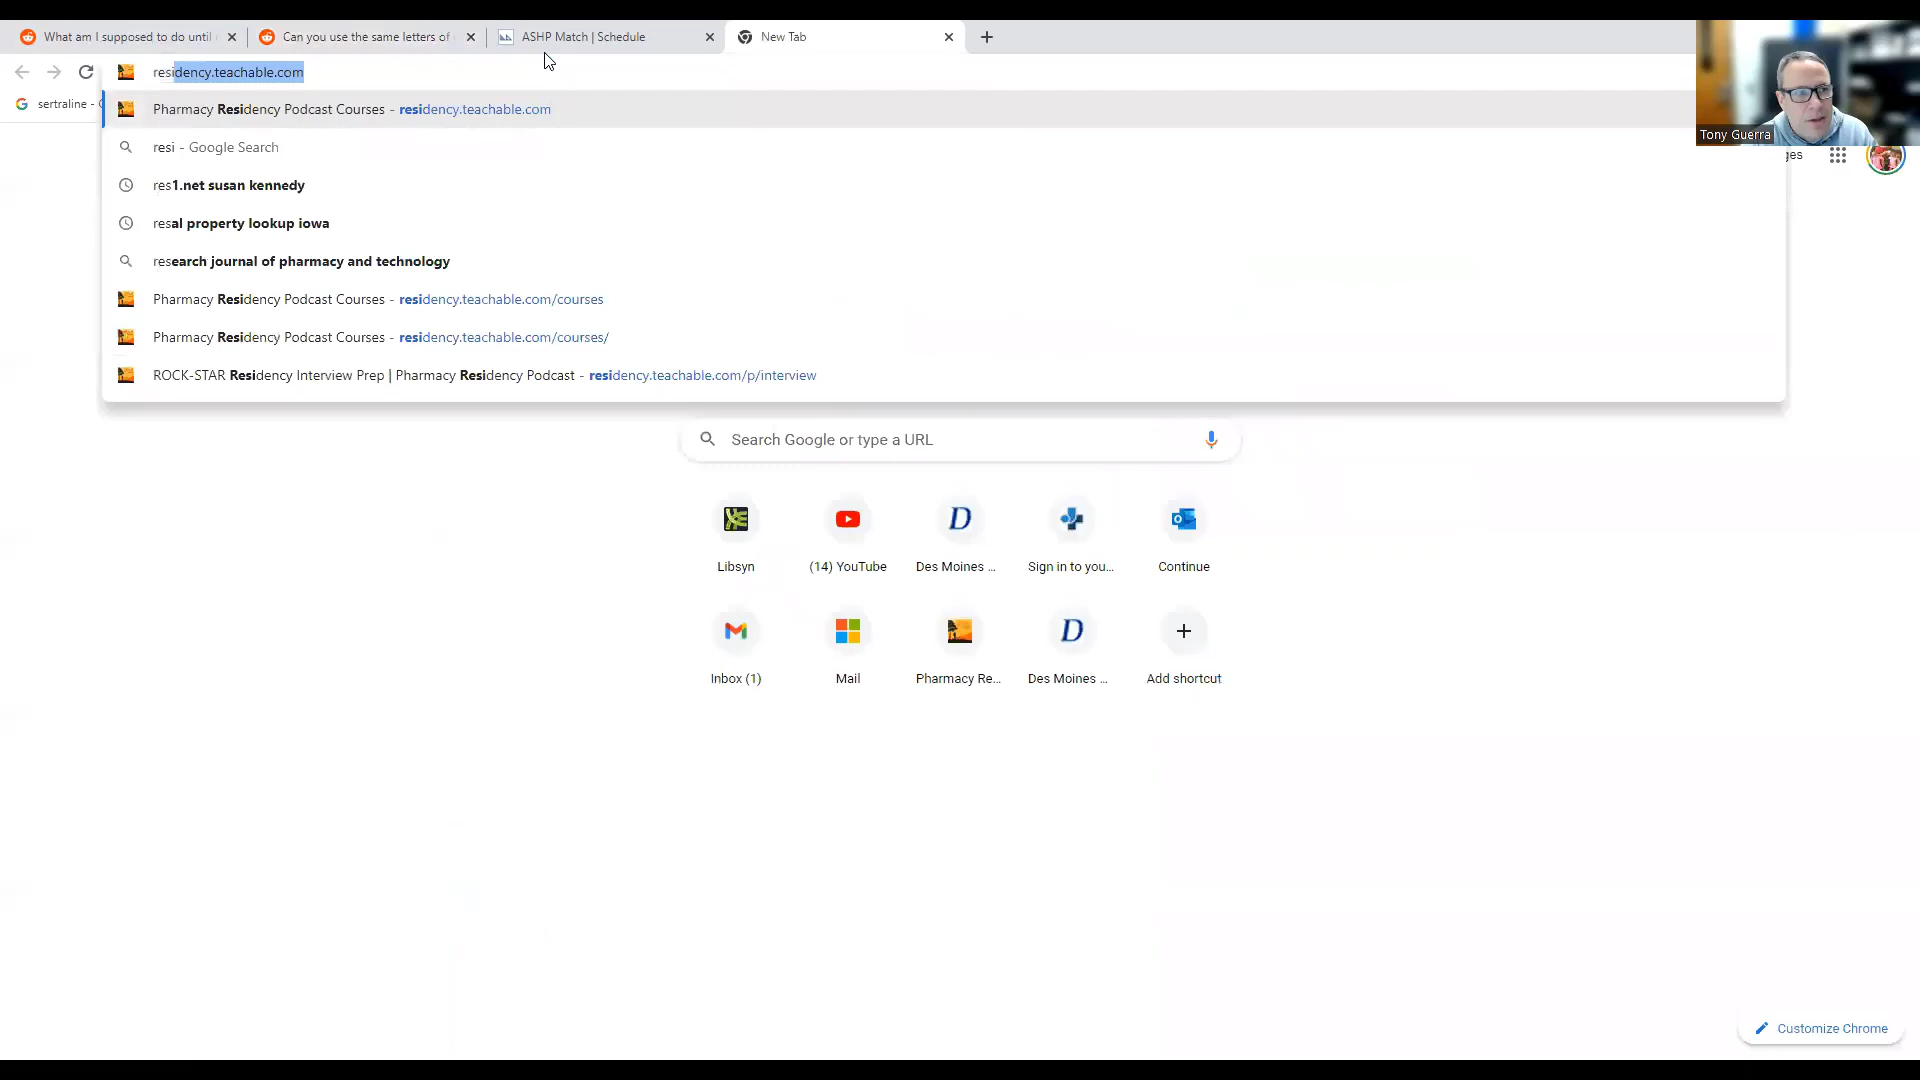 What am I supposed to do until
Can you use the same letters of
ASHP Match | Schedule
New Tab
residency.teachable.com
sertraline -
Pharmacy Residency Podcast Courses - residency.teachable.com
resi - Google Search
res1.net susan kennedy
resal property lookup iowa
research journal of pharmacy and technology
Pharmacy Residency Podcast Courses - residency.teachable.com/courses
Pharmacy Residency Podcast Courses - residency.teachable.com/courses/
ROCK-STAR Residency Interview Prep | Pharmacy Residency Podcast - residency.teachable.com/p/interview
Tony Guerra
Search Google or type a URL
Libsyn
(14) YouTube
Des Moines ...
Sign in to you...
Continue
Inbox (1)
Mail
Pharmacy Re...
Des Moines ...
Add shortcut
Customize Chrome